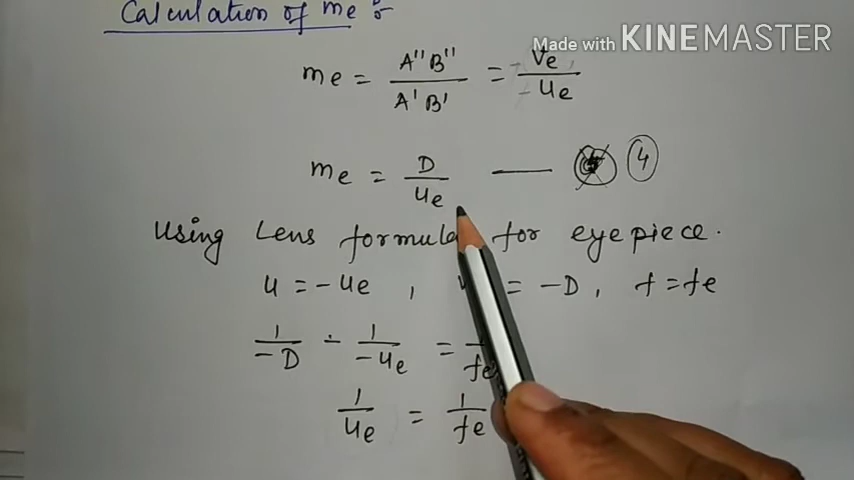 Calculation of me :-
Made with KINEMASTER
me = A''B'' / A'B' = -Ve / -ue
me = D / ue — 4
Using Lens formula for eyepiece.
u = -ue , = -D , f = fe
1/-D - 1/-ue = fe
1/ue = 1/fe